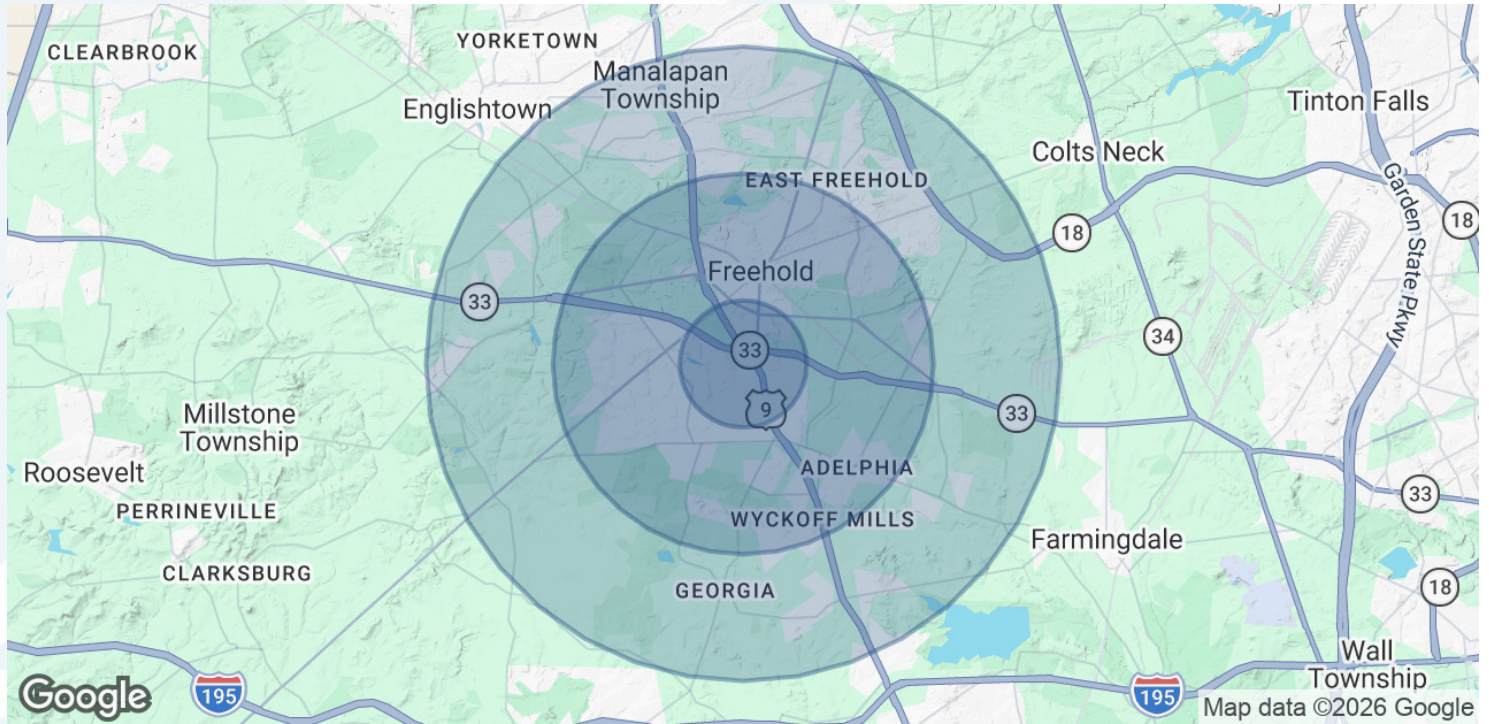 CLEARBROOK
YORKETOWN
Manalapan
Township
Englishtown
Tinton Falls
Colts Neck
EAST FREEHOLD
Garden State Pkwy
18
18
Freehold
33
33
34
9
33
Millstone
Township
Roosevelt
ADELPHIA
33
PERRINEVILLE
WYCKOFF MILLS
Farmingdale
CLARKSBURG
GEORGIA
18
Wall
Township
Google
195
195
Map data ©2026 Google